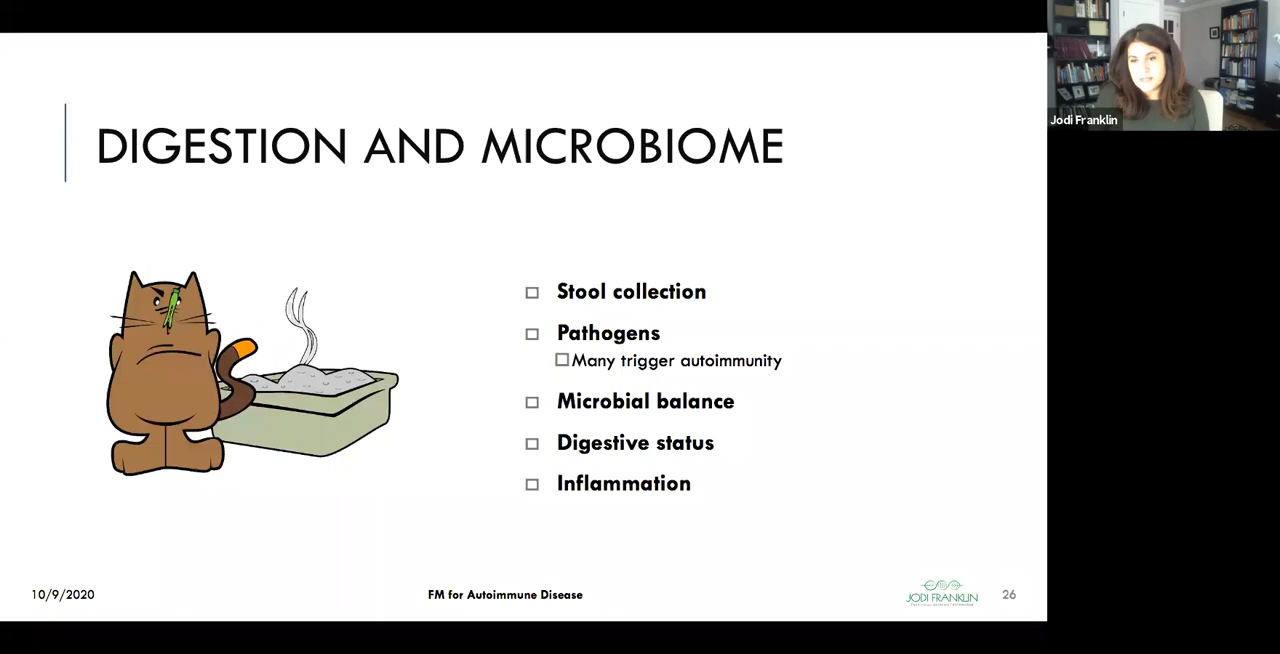 Jodi Franklin
DIGESTION AND MICROBIOME
Stool collection
Pathogens
Many trigger autoimmunity
Microbial balance
Digestive status
Inflammation
10/9/2020
FM for Autoimmune Disease
JODI FRANKLIN
26